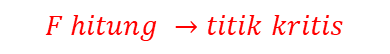 F hitung → titik kritis